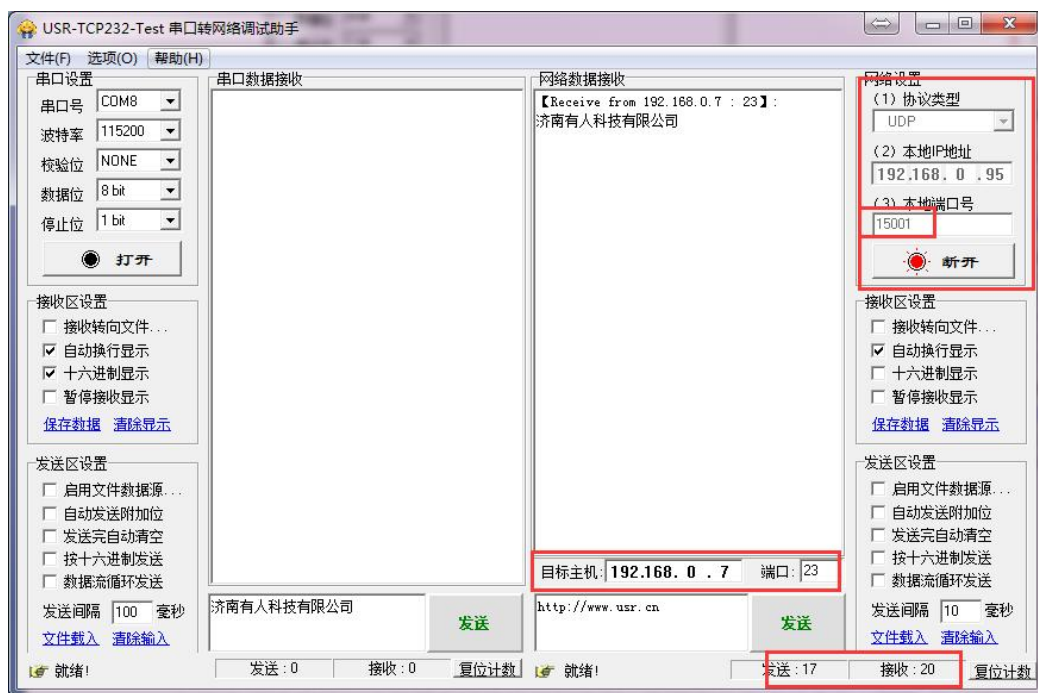 USR-TCP232-Test 串口转网络调试助手
文件(F) 选项(O) 帮助(H)
串口设置
串口号 COM8
波特率 115200
校验位 NONE
数据位 8 bit
停止位 1 bit
打开
接收区设置
接收转向文件...
自动换行显示
十六进制显示
暂停接收显示
保存数据 清除显示
发送区设置
启用文件数据源...
自动发送附加位
发送完自动清空
按十六进制发送
数据流循环发送
发送间隔 100 毫秒
文件载入 清除输入
就绪!
串口数据接收
济南有人科技有限公司
发送
发送 : 0 接收 : 0 复位计数
网络数据接收
【Receive from 192.168.0.7 : 23】:
济南有人科技有限公司
目标主机: 192.168. 0 . 7 端口: 23
http://www.usr.cn
发送
就绪!
发送 : 17 接收 : 20 复位计数
网络设置
(1) 协议类型
UDP
(2) 本地IP地址
192.168. 0 .95
(3) 本地端口号
15001
断开
接收区设置
接收转向文件...
自动换行显示
十六进制显示
暂停接收显示
保存数据 清除显示
发送区设置
启用文件数据源...
自动发送附加位
发送完自动清空
按十六进制发送
数据流循环发送
发送间隔 10 毫秒
文件载入 清除输入